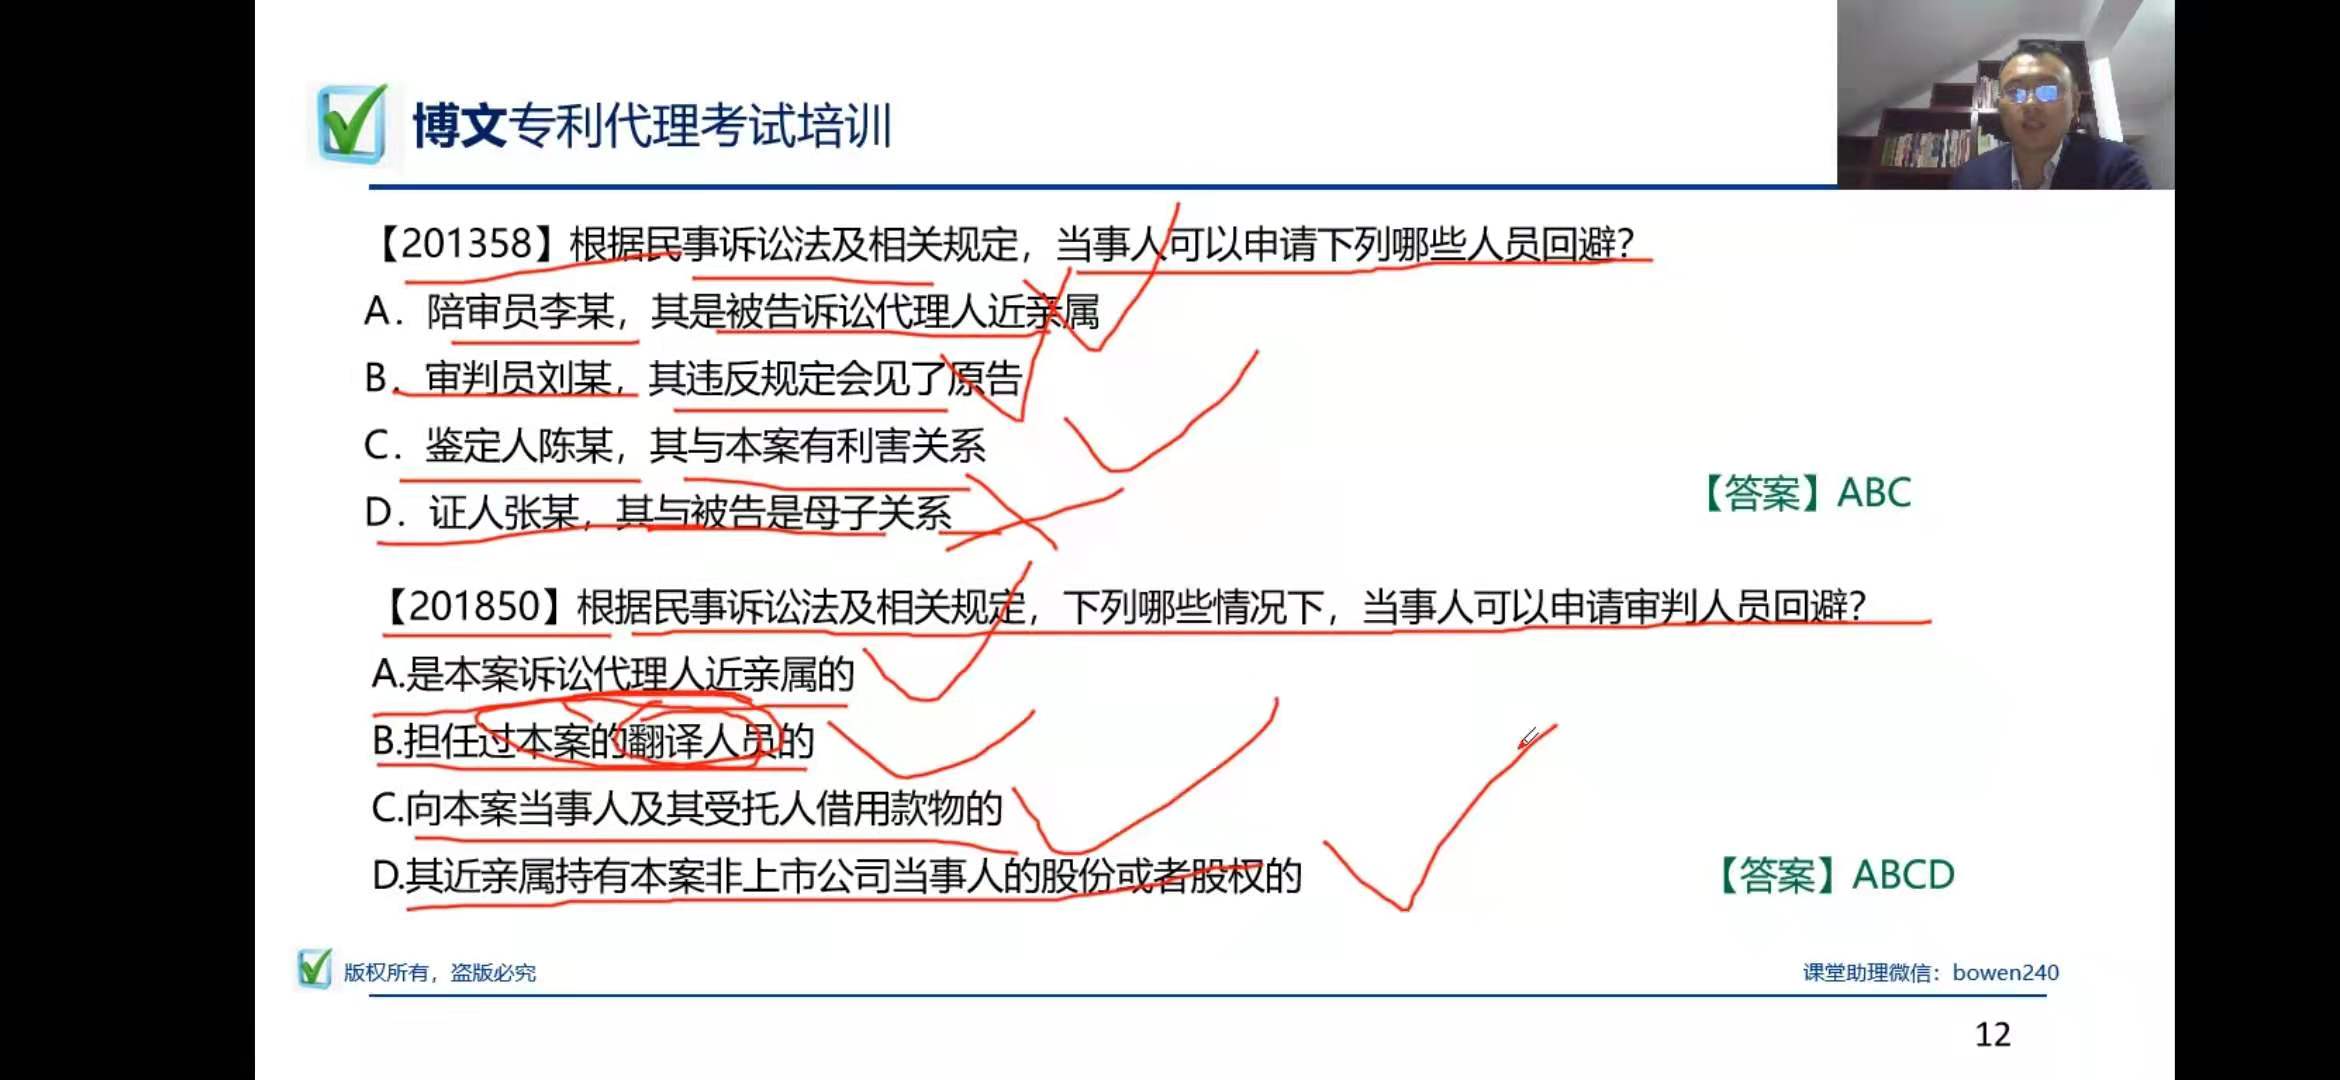 博文专利代理考试培训
【201358】根据民事诉讼法及相关规定，当事人可以申请下列哪些人员回避？
A．陪审员李某，其是被告诉讼代理人近亲属
B．审判员刘某，其违反规定会见了原告
C．鉴定人陈某，其与本案有利害关系
D．证人张某，其与被告是母子关系
【答案】ABC
【201850】根据民事诉讼法及相关规定，下列哪些情况下，当事人可以申请审判人员回避？
A.是本案诉讼代理人近亲属的
B.担任过本案的翻译人员的
C.向本案当事人及其受托人借用款物的
D.其近亲属持有本案非上市公司当事人的股份或者股权的
【答案】ABCD
版权所有，盗版必究
课堂助理微信：bowen240
12